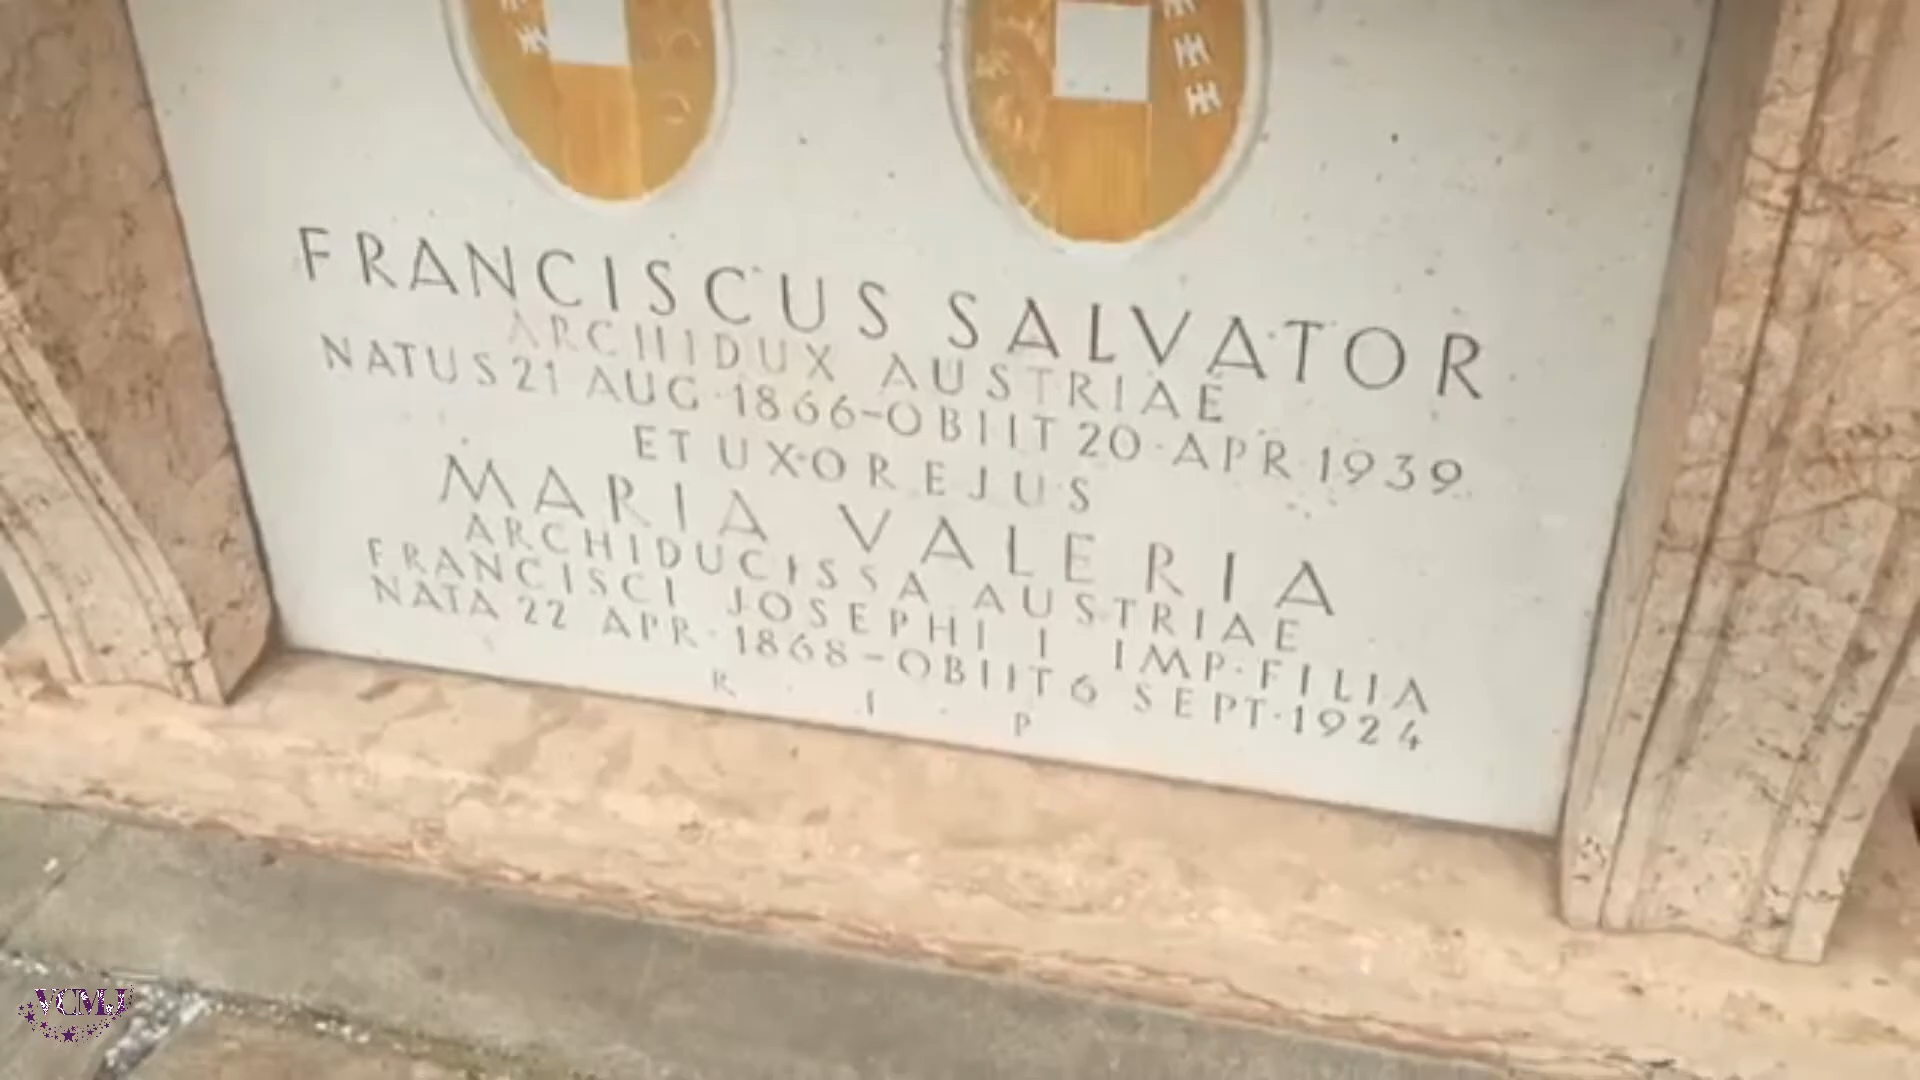 FRANCISCUS SALVATOR
ARCHIDUX AUSTRIAE
NATUS 21 AUG·1866-OBIIT 20·APR·1939
ET UXOR EJUS
MARIA VALERIA
ARCHIDUCISSA AUSTRIAE
FRANCISCI JOSEPHI I IMP·FILIA
NATA 22 APR·1868-OBIIT 6 SEPT·1924
R · I · P
VCMJ